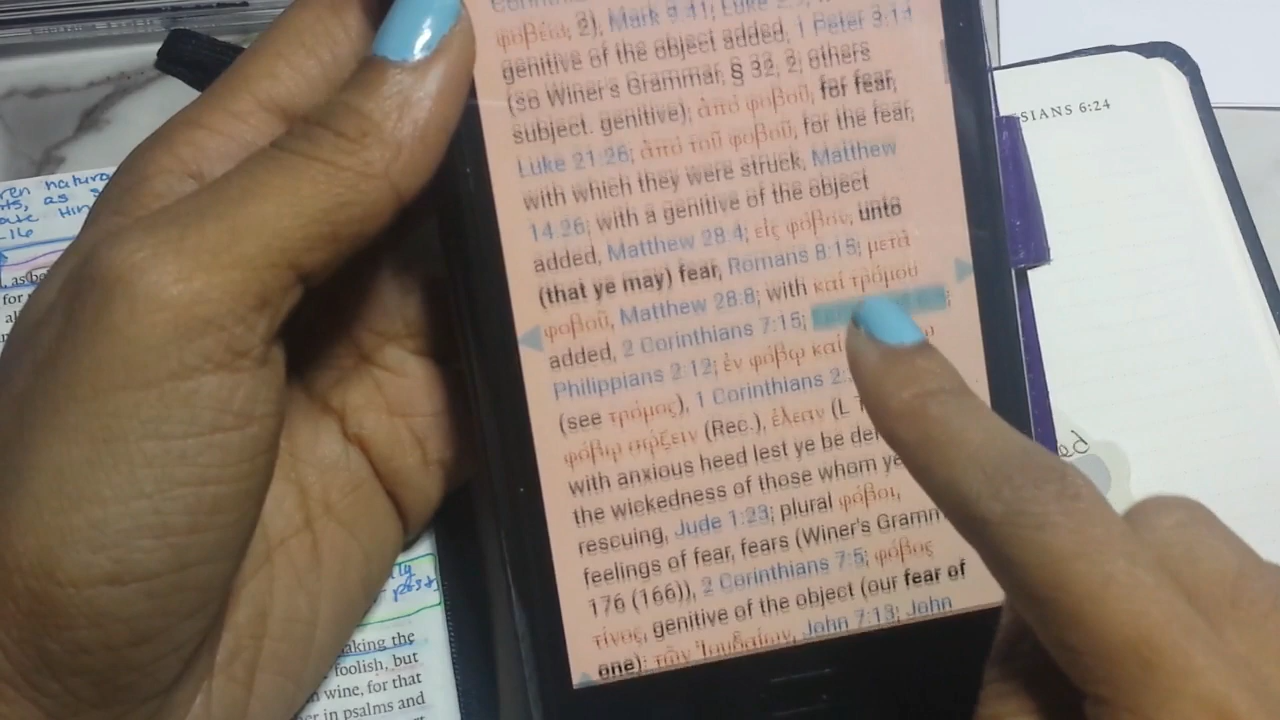 φοβέω, 2), Mark 9:41; Luke
genitive of the object added, 1 Peter 3:14
(so Winer's Grammar, § 32, 2; others
subject. genitive); ἀπό φοβοῦ, for fear,
Luke 21:26; ἀπό τοῦ φοβοῦ, for the fear,
with which they were struck, Matthew
14:26; with a genitive of the object
added, Matthew 28:4; εἰς φόβον, unto
(that ye may) fear, Romans 8:15; μετά
φοβοῦ, Matthew 28:8; with καί τρόμου
added, 2 Corinthians 7:15;
Philippians 2:12; ἐν φόβῳ καί
(see τρόμος), 1 Corinthians 2:
φόβῳ σῴζειν (Rec.), ἐλεαν (L T
with anxious heed lest ye be
the wickedness of those whom ye
rescuing, Jude 1:23; plural φόβοι,
feelings of fear, fears (Winer's Gramm
176 (166)), 2 Corinthians 7:5; φόβος
τίνος, genitive of the object (our fear of
one): τῶν Ἰουδαίων, John 7:13; John
SIANS 6:24
aking the
foolish, but
wine, for that
er in psalms and